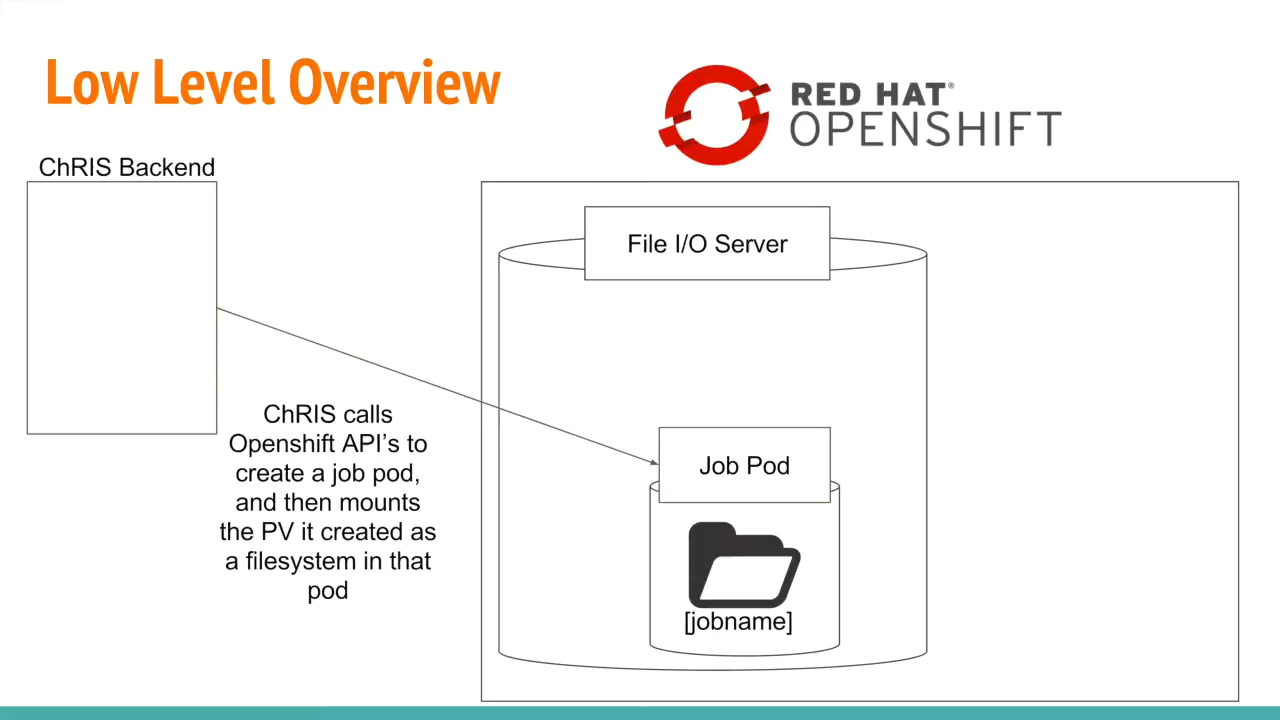 Low Level Overview
RED HAT®
OPENSHIFT
ChRIS Backend
File I/O Server
ChRIS calls
Openshift API's to
create a job pod,
and then mounts
the PV it created as
a filesystem in that
pod
Job Pod
[jobname]